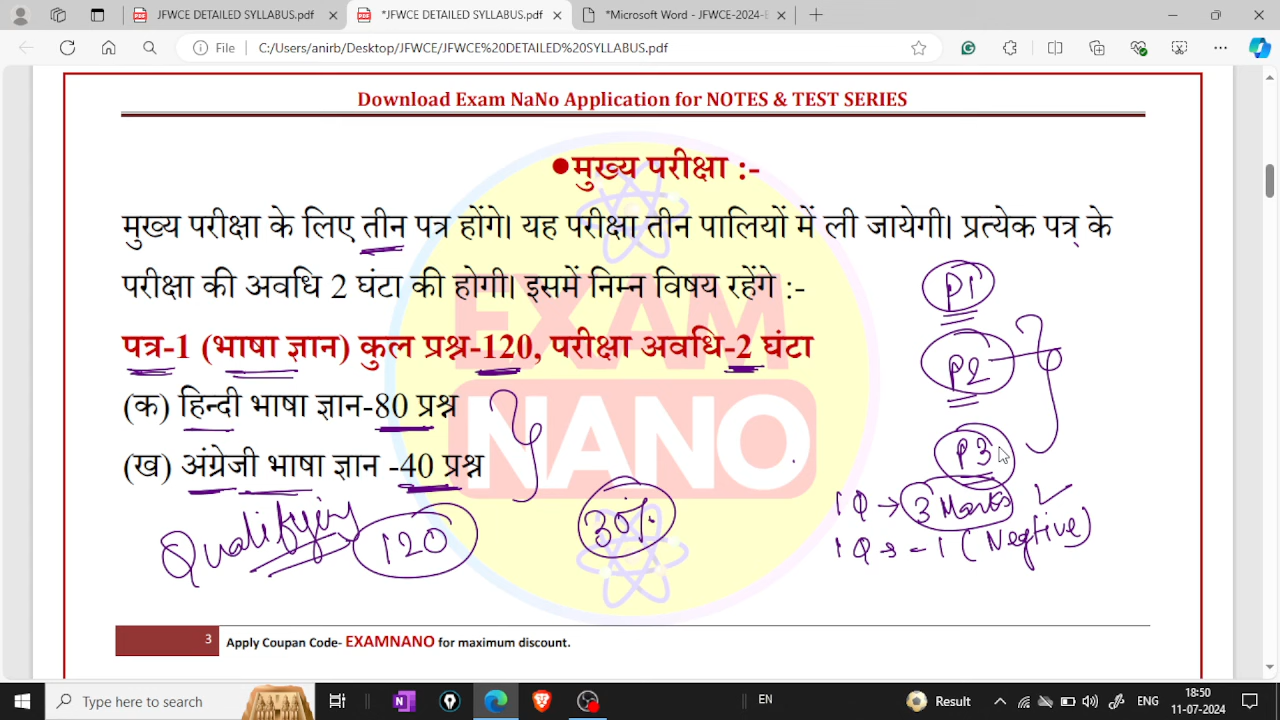 JFWCE DETAILED SYLLABUS.pdf
*JFWCE DETAILED SYLLABUS.pdf
*Microsoft Word - JFWCE-2024-E
File
C:/Users/anirb/Desktop/JFWCE/JFWCE%20DETAILED%20SYLLABUS.pdf
Download Exam NaNo Application for NOTES & TEST SERIES
•मुख्य परीक्षा :-
मुख्य परीक्षा के लिए तीन पत्र होंगे। यह परीक्षा तीन पालियों में ली जायेगी। प्रत्येक पत्र के
परीक्षा की अवधि 2 घंटा की होगी। इसमें निम्न विषय रहेंगे :-
P1
पत्र-1 (भाषा ज्ञान) कुल प्रश्न-120, परीक्षा अवधि-2 घंटा
P2
(क) हिन्दी भाषा ज्ञान-80 प्रश्न
(ख) अंग्रेजी भाषा ज्ञान -40 प्रश्न
P3
EXAM
NANO
Qualifying 120
30%
1Q → 3 Marks
1Q → -1 (Negtive)
3
Apply Coupan Code- EXAMNANO for maximum discount.
Type here to search
EN
Result
ENG
18:50
11-07-2024